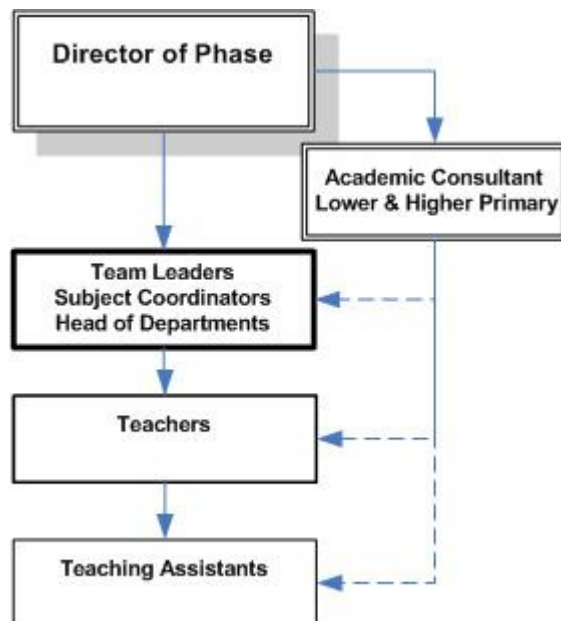 Director of Phase
Academic Consultant
Lower & Higher Primary
Team Leaders
Subject Coordinators
Head of Departments
Teachers
Teaching Assistants